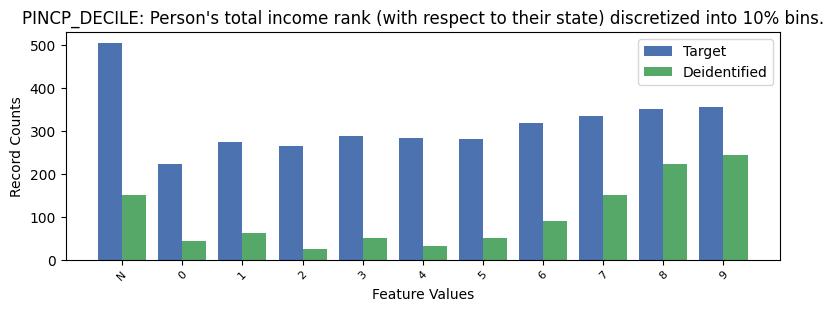 PINCP_DECILE: Person's total income rank (with respect to their state) discretized into 10% bins.
500
400
300
200
100
0
Record Counts
Target
Deidentified
N 0 1 2 3 4 5 6 7 8 9
Feature Values